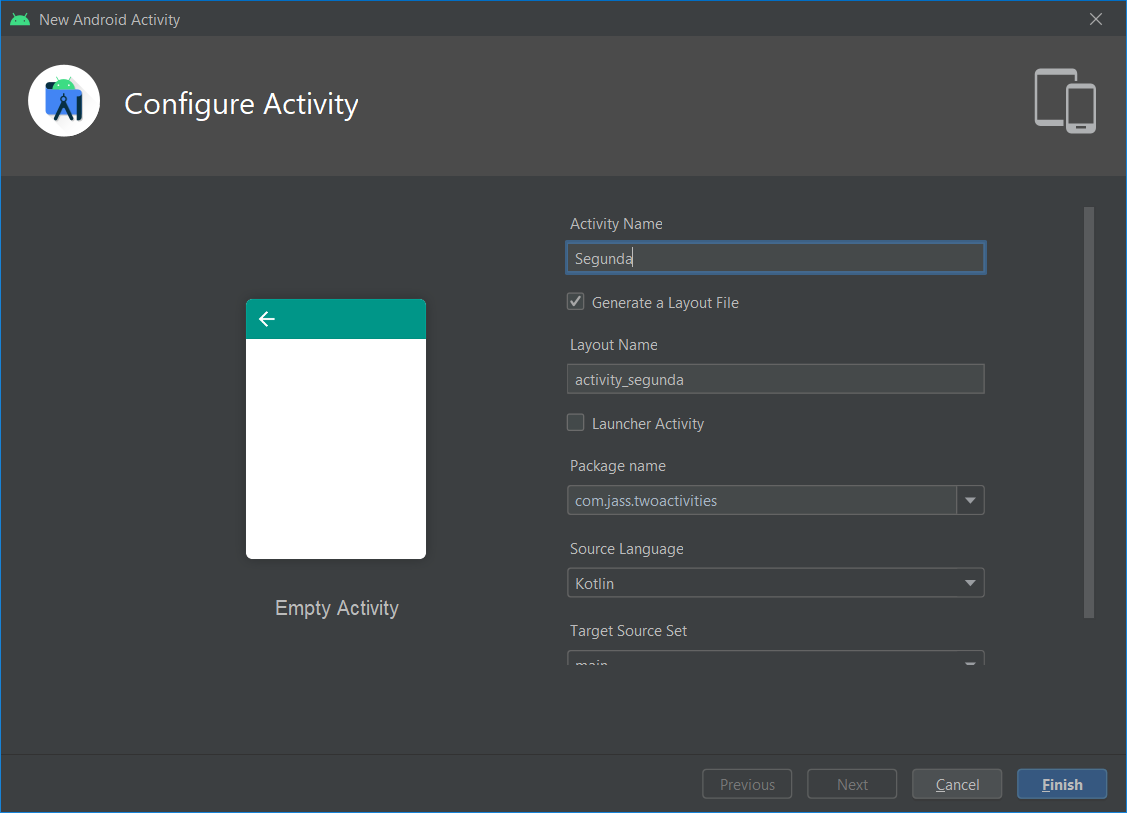 New Android Activity
Configure Activity
Activity Name
Segunda
Generate a Layout File
Layout Name
activity_segunda
Launcher Activity
Package name
com.jass.twoactivities
Source Language
Kotlin
Target Source Set
main
Empty Activity
Previous Next Cancel Finish